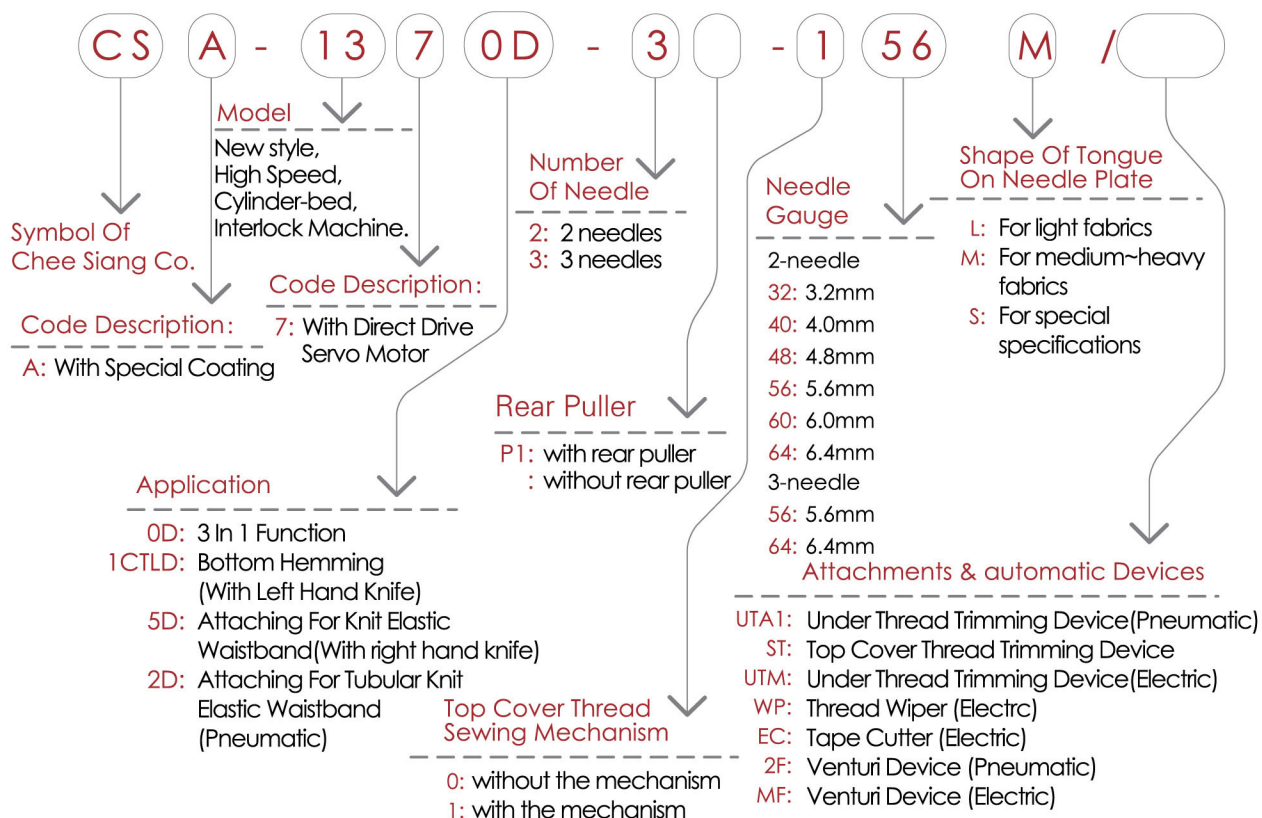 CS A - 13 7 0D - 3 - 1 56 M /
Symbol Of
Chee Siang Co.
Code Description:
A: With Special Coating
Model
New style,
High Speed,
Cylinder-bed,
Interlock Machine.
Code Description:
7: With Direct Drive
Servo Motor
Application
0D: 3 In 1 Function
1CTLD: Bottom Hemming
(With Left Hand Knife)
5D: Attaching For Knit Elastic
Waistband(With right hand knife)
2D: Attaching For Tubular Knit
Elastic Waistband
(Pneumatic)
Number
Of Needle
2: 2 needles
3: 3 needles
Rear Puller
P1: with rear puller
: without rear puller
Top Cover Thread
Sewing Mechanism
0: without the mechanism
1: with the mechanism
Needle
Gauge
2-needle
32: 3.2mm
40: 4.0mm
48: 4.8mm
56: 5.6mm
60: 6.0mm
64: 6.4mm
3-needle
56: 5.6mm
64: 6.4mm
Shape Of Tongue
On Needle Plate
L: For light fabrics
M: For medium~heavy
fabrics
S: For special
specifications
Attachments & automatic Devices
UTA1: Under Thread Trimming Device(Pneumatic)
ST: Top Cover Thread Trimming Device
UTM: Under Thread Trimming Device(Electric)
WP: Thread Wiper (Electrc)
EC: Tape Cutter (Electric)
2F: Venturi Device (Pneumatic)
MF: Venturi Device (Electric)